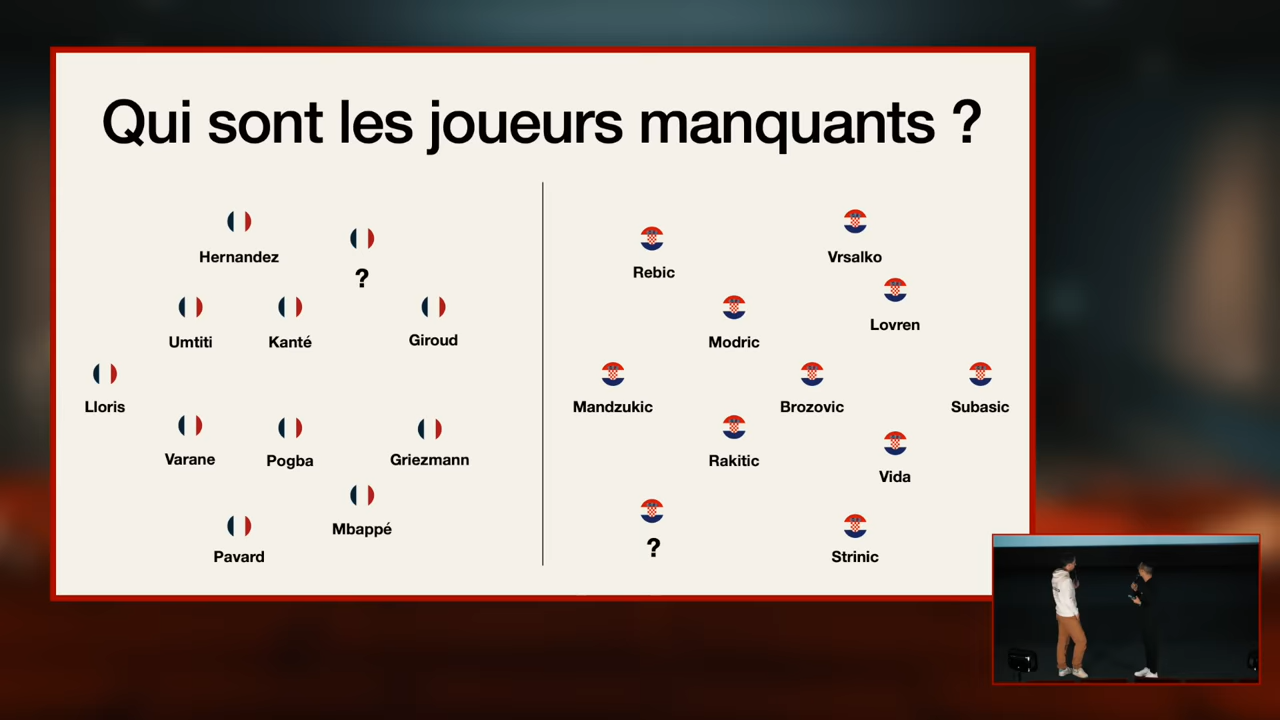 Qui sont les joueurs manquants ?
Hernandez
?
Umtiti
Kanté
Giroud
Lloris
Varane
Pogba
Griezmann
Mbappé
Pavard
Rebic
Vrsalko
Lovren
Modric
Mandzukic
Brozovic
Subasic
Rakitic
Vida
?
Strinic